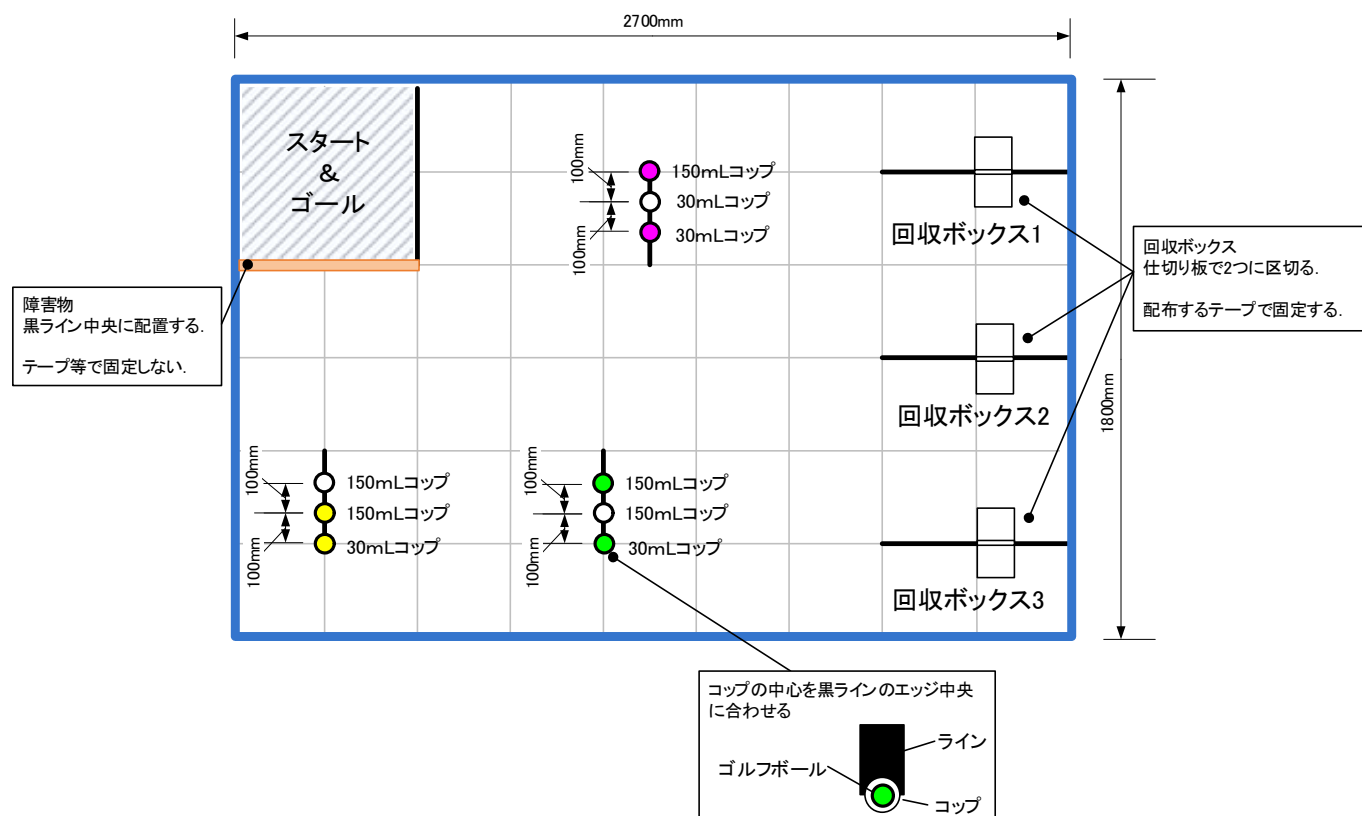 2700mm
スタート
&
ゴール
100mm
100mm
150mLコップ
30mLコップ
30mLコップ
回収ボックス1
回収ボックス
仕切り板で2つに区切る.
配布するテープで固定する.
障害物
黒ライン中央に配置する.
テープ等で固定しない.
回収ボックス2
1800mm
100mm
100mm
150mLコップ
150mLコップ
30mLコップ
100mm
100mm
150mLコップ
150mLコップ
30mLコップ
回収ボックス3
コップの中心を黒ラインのエッジ中央
に合わせる
ライン
ゴルフボール
コップ